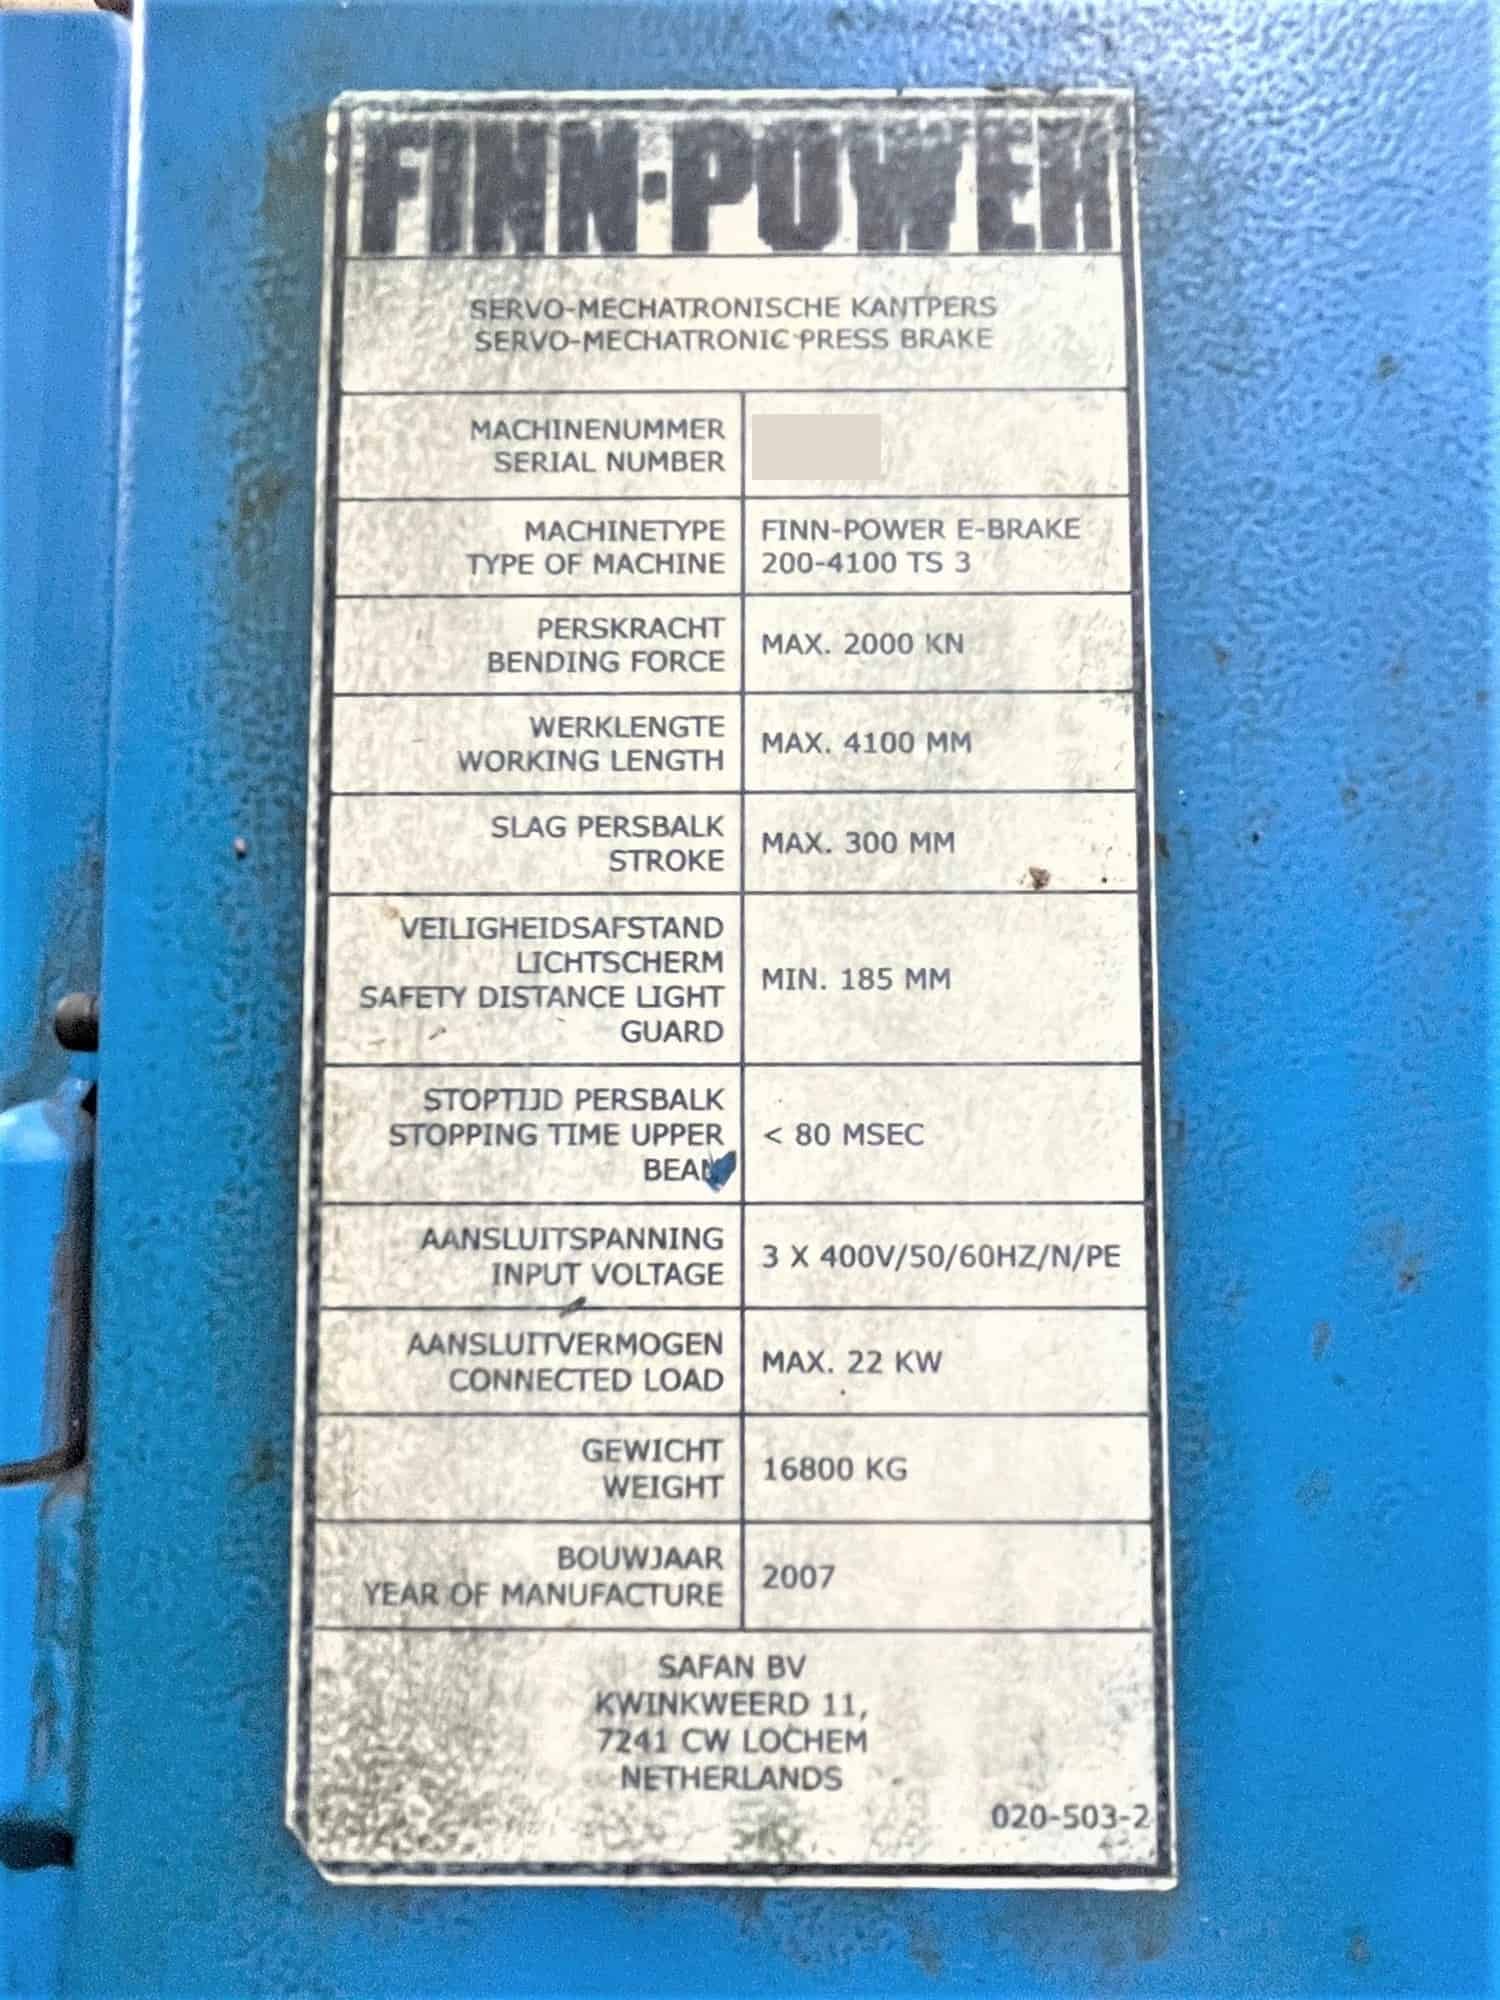 FINN-POWER
SERVO-MECHATRONISCHE KANTPERS
SERVO-MECHATRONIC PRESS BRAKE
MACHINENUMMER
SERIAL NUMBER
MACHINETYPE
TYPE OF MACHINE
FINN-POWER E-BRAKE
200-4100 TS 3
PERSKRACHT
BENDING FORCE
MAX. 2000 KN
WERKLENGTE
WORKING LENGTH
MAX. 4100 MM
SLAG PERSBALK
STROKE
MAX. 300 MM
VEILIGHEIDSAFSTAND
LICHTSCHERM
SAFETY DISTANCE LIGHT
GUARD
MIN. 185 MM
STOPTIJD PERSBALK
STOPPING TIME UPPER
BEAM
< 80 MSEC
AANSLUITSPANNING
INPUT VOLTAGE
3 X 400V/50/60HZ/N/PE
AANSLUITVERMOGEN
CONNECTED LOAD
MAX. 22 KW
GEWICHT
WEIGHT
16800 KG
BOUWJAAR
YEAR OF MANUFACTURE
2007
SAFAN BV
KWINKWEERD 11,
7241 CW LOCHEM
NETHERLANDS
020-503-2